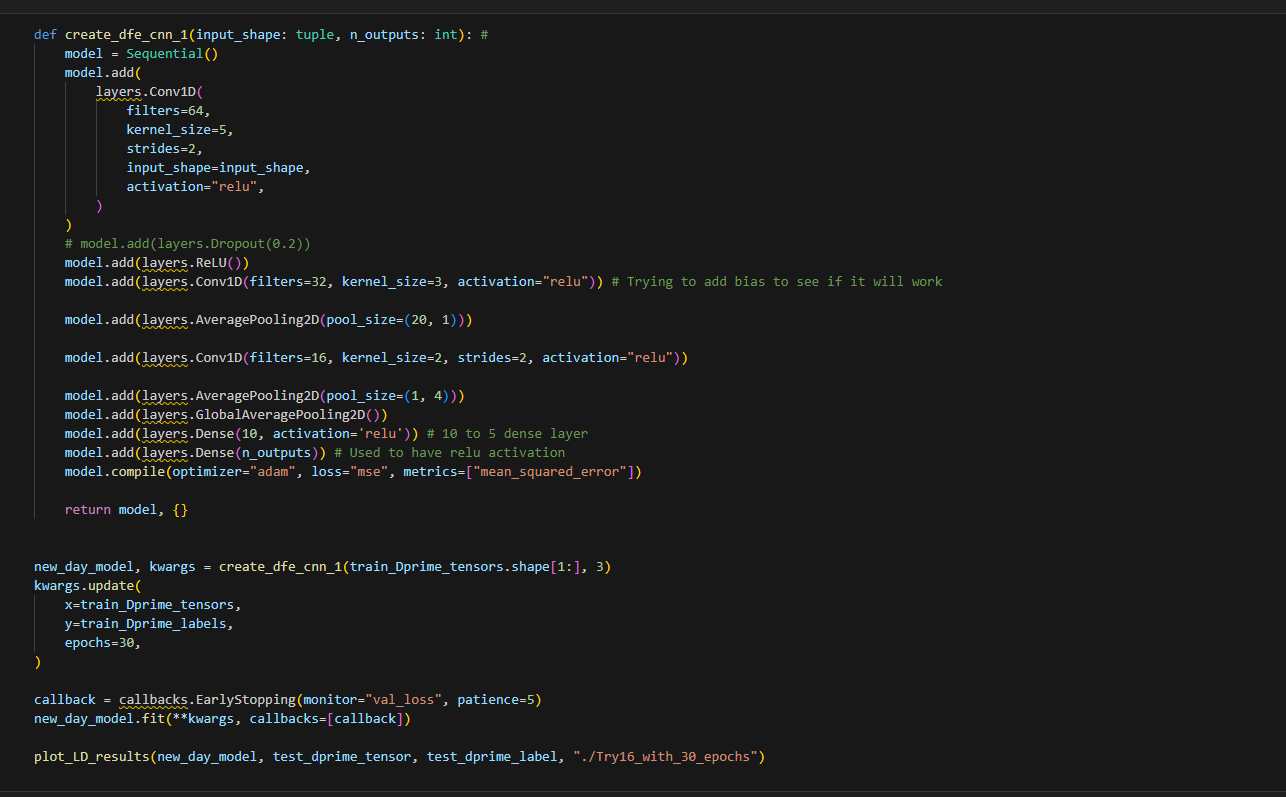 def create_dfe_cnn_1(input_shape: tuple, n_outputs: int): #
    model = Sequential()
    model.add(
        layers.Conv1D(
            filters=64,
            kernel_size=5,
            strides=2,
            input_shape=input_shape,
            activation="relu",
        )
    )
    # model.add(layers.Dropout(0.2))
    model.add(layers.ReLU())
    model.add(layers.Conv1D(filters=32, kernel_size=3, activation="relu")) # Trying to add bias to see if it will work
    model.add(layers.AveragePooling2D(pool_size=(20, 1)))
    model.add(layers.Conv1D(filters=16, kernel_size=2, strides=2, activation="relu"))
    model.add(layers.AveragePooling2D(pool_size=(1, 4)))
    model.add(layers.GlobalAveragePooling2D())
    model.add(layers.Dense(10, activation='relu')) # 10 to 5 dense layer
    model.add(layers.Dense(n_outputs)) # Used to have relu activation
    model.compile(optimizer="adam", loss="mse", metrics=["mean_squared_error"])
    return model, {}
new_day_model, kwargs = create_dfe_cnn_1(train_Dprime_tensors.shape[1:], 3)
kwargs.update(
    x=train_Dprime_tensors,
    y=train_Dprime_labels,
    epochs=30,
)
callback = callbacks.EarlyStopping(monitor="val_loss", patience=5)
new_day_model.fit(**kwargs, callbacks=[callback])
plot_LD_results(new_day_model, test_dprime_tensor, test_dprime_label, "./Try16_with_30_epochs")